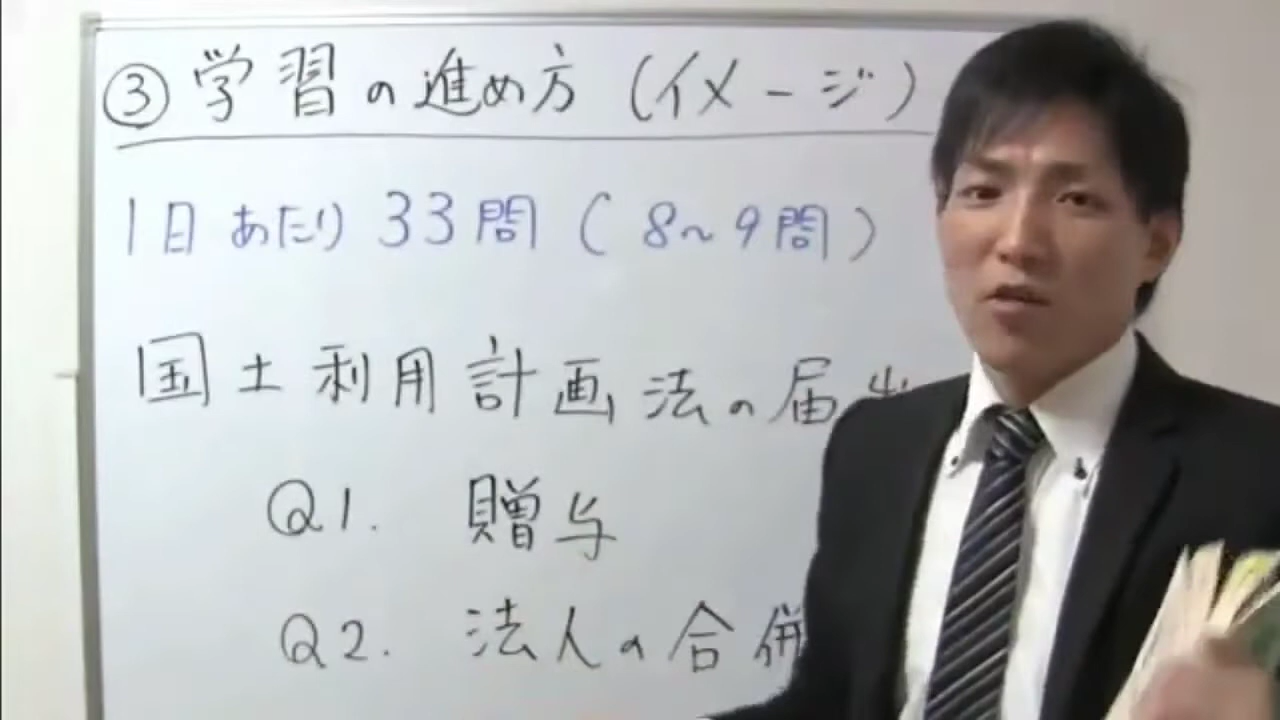 ③学習の進め方(イメージ)
1日あたり33問(8~9問)
国土利用計画法の届出
Q1. 贈与
Q2. 法人の合併